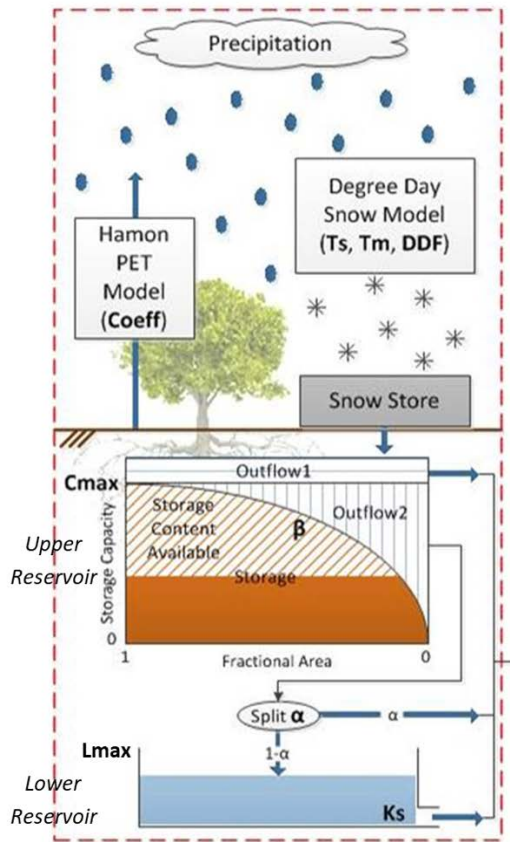 Precipitation
Degree Day
Snow Model
(Ts, Tm, DDF)
Hamon
PET
Model
(Coeff)
Snow Store
Outflow1
Cmax
Storage
Content
Available
β
Outflow2
Upper
Reservoir
Storage Capacity
Storage
0
1
Fractional Area
0
Split α
α
1-α
Lmax
Lower
Reservoir
Ks